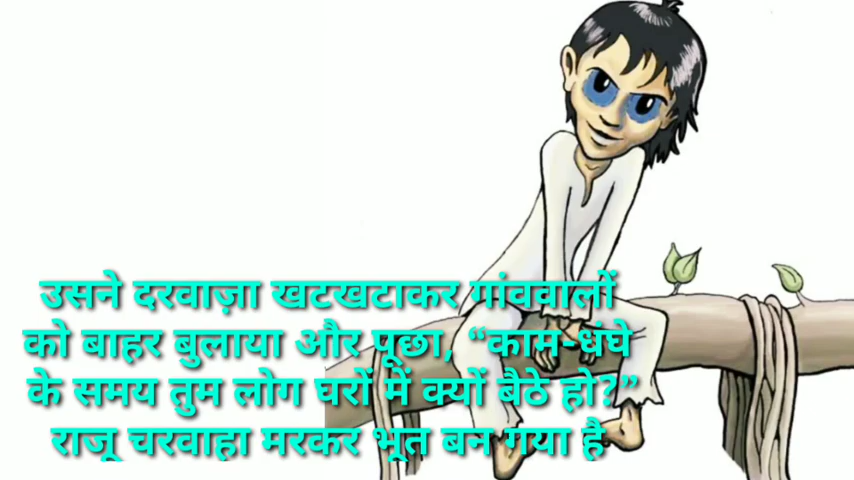 उसने दरवाज़ा खटखटाकर गांववालों
को बाहर बुलाया और पूछा, “काम-धंधे
के समय तुम लोग घरों में क्यों बैठे हो?”
राजू चरवाहा मरकर भूत बन गया है